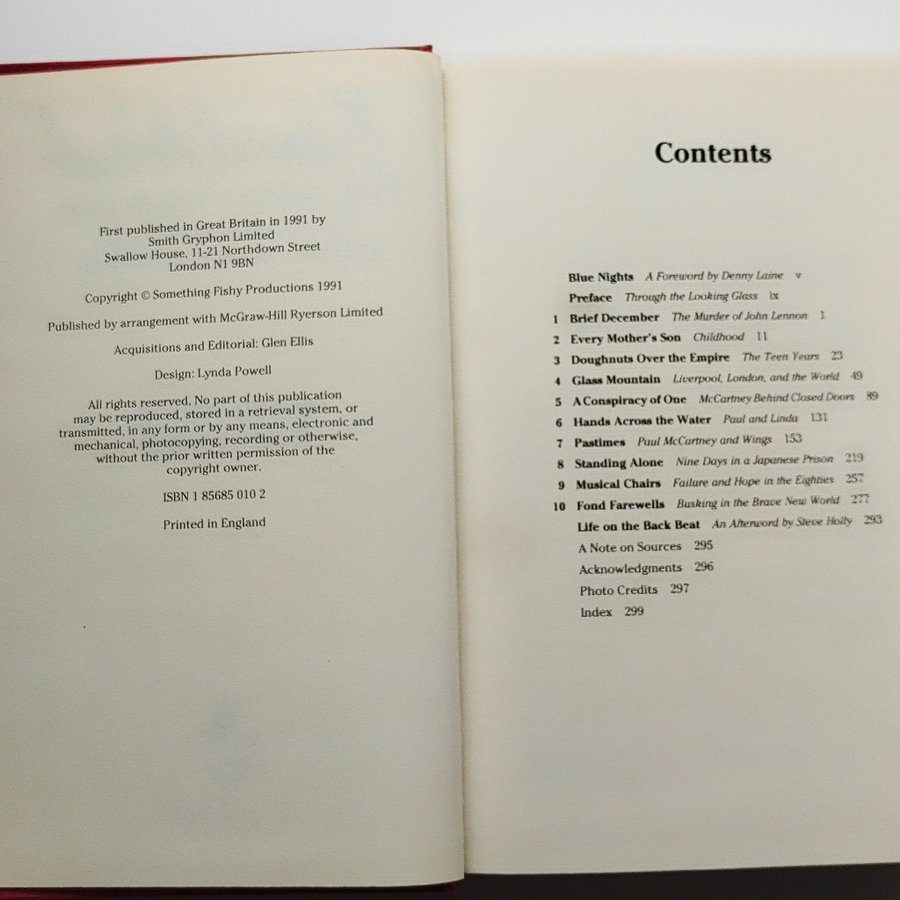 First published in Great Britain in 1991 by
Smith Gryphon Limited
Swallow House, 11-21 Northdown Street
London N1 9BN
Copyright © Something Fishy Productions 1991
Published by arrangement with McGraw-Hill Ryerson Limited
Acquisitions and Editorial: Glen Ellis
Design: Lynda Powell
All rights reserved. No part of this publication
may be reproduced, stored in a retrieval system, or
transmitted, in any form or by any means, electronic and
mechanical, photocopying, recording or otherwise,
without the prior written permission of the
copyright owner.
ISBN 1 85685 010 2
Printed in England
Contents
Blue Nights A Foreword by Denny Laine v
Preface Through the Looking Glass ix
1 Brief December The Murder of John Lennon 1
2 Every Mother's Son Childhood 11
3 Doughnuts Over the Empire The Teen Years 23
4 Glass Mountain Liverpool, London, and the World 49
5 A Conspiracy of One McCartney Behind Closed Doors 89
6 Hands Across the Water Paul and Linda 131
7 Pastimes Paul McCartney and Wings 153
8 Standing Alone Nine Days in a Japanese Prison 219
9 Musical Chairs Failure and Hope in the Eighties 257
10 Fond Farewells Busking in the Brave New World 277
Life on the Back Beat An Afterword by Steve Holly 293
A Note on Sources 295
Acknowledgments 296
Photo Credits 297
Index 299